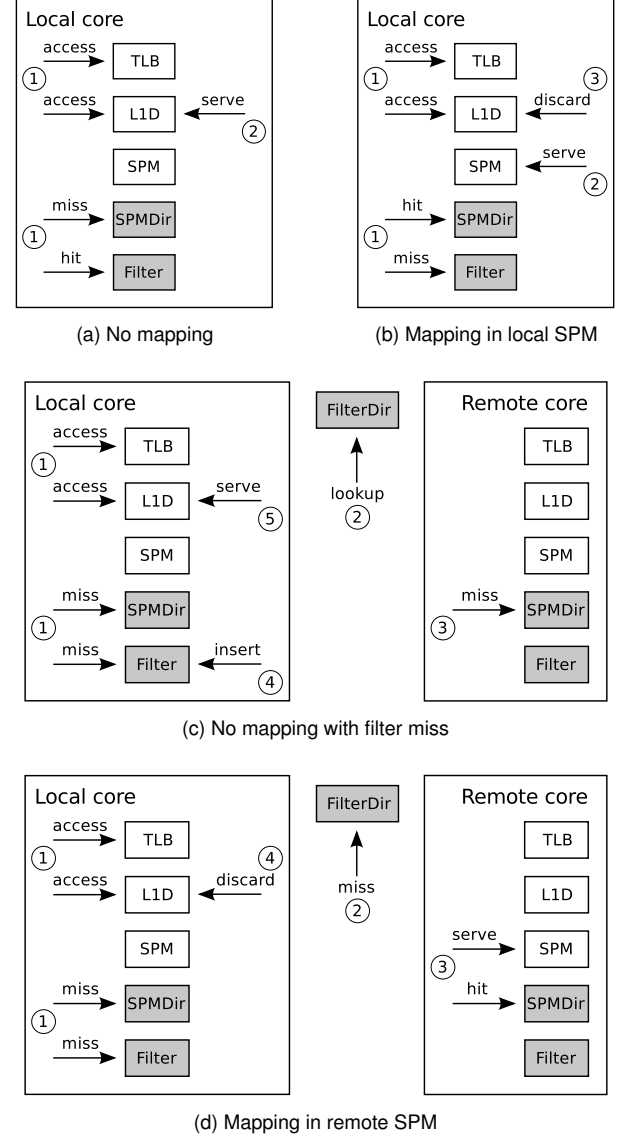 Local core
access
TLB
1
access
L1D
serve
2
SPM
miss
SPMDir
1
hit
Filter
(a) No mapping
Local core
access
TLB
1
3
access
L1D
discard
SPM
serve
2
hit
SPMDir
1
miss
Filter
(b) Mapping in local SPM
Local core
access
TLB
1
access
L1D
serve
5
SPM
miss
SPMDir
1
miss
Filter
insert
4
FilterDir
lookup
2
Remote core
TLB
L1D
SPM
miss
SPMDir
3
Filter
(c) No mapping with filter miss
Local core
access
TLB
1
4
access
L1D
discard
SPM
miss
SPMDir
1
miss
Filter
FilterDir
miss
2
Remote core
TLB
L1D
serve
SPM
3
hit
SPMDir
Filter
(d) Mapping in remote SPM